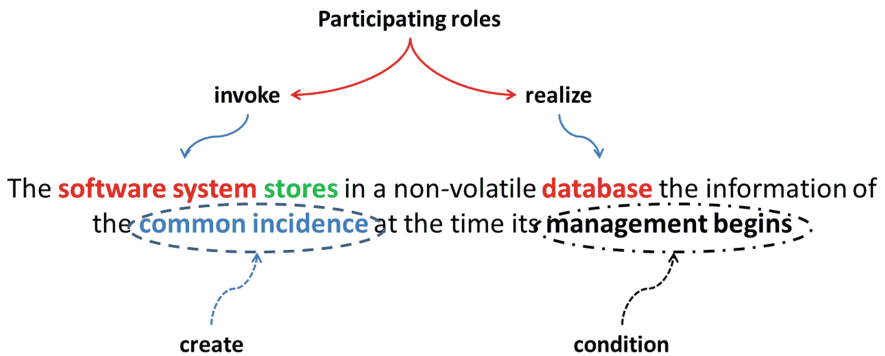 Participating roles
invoke realize
The software system stores in a non-volatile database the information of
the common incidence at the time its management begins .
create condition